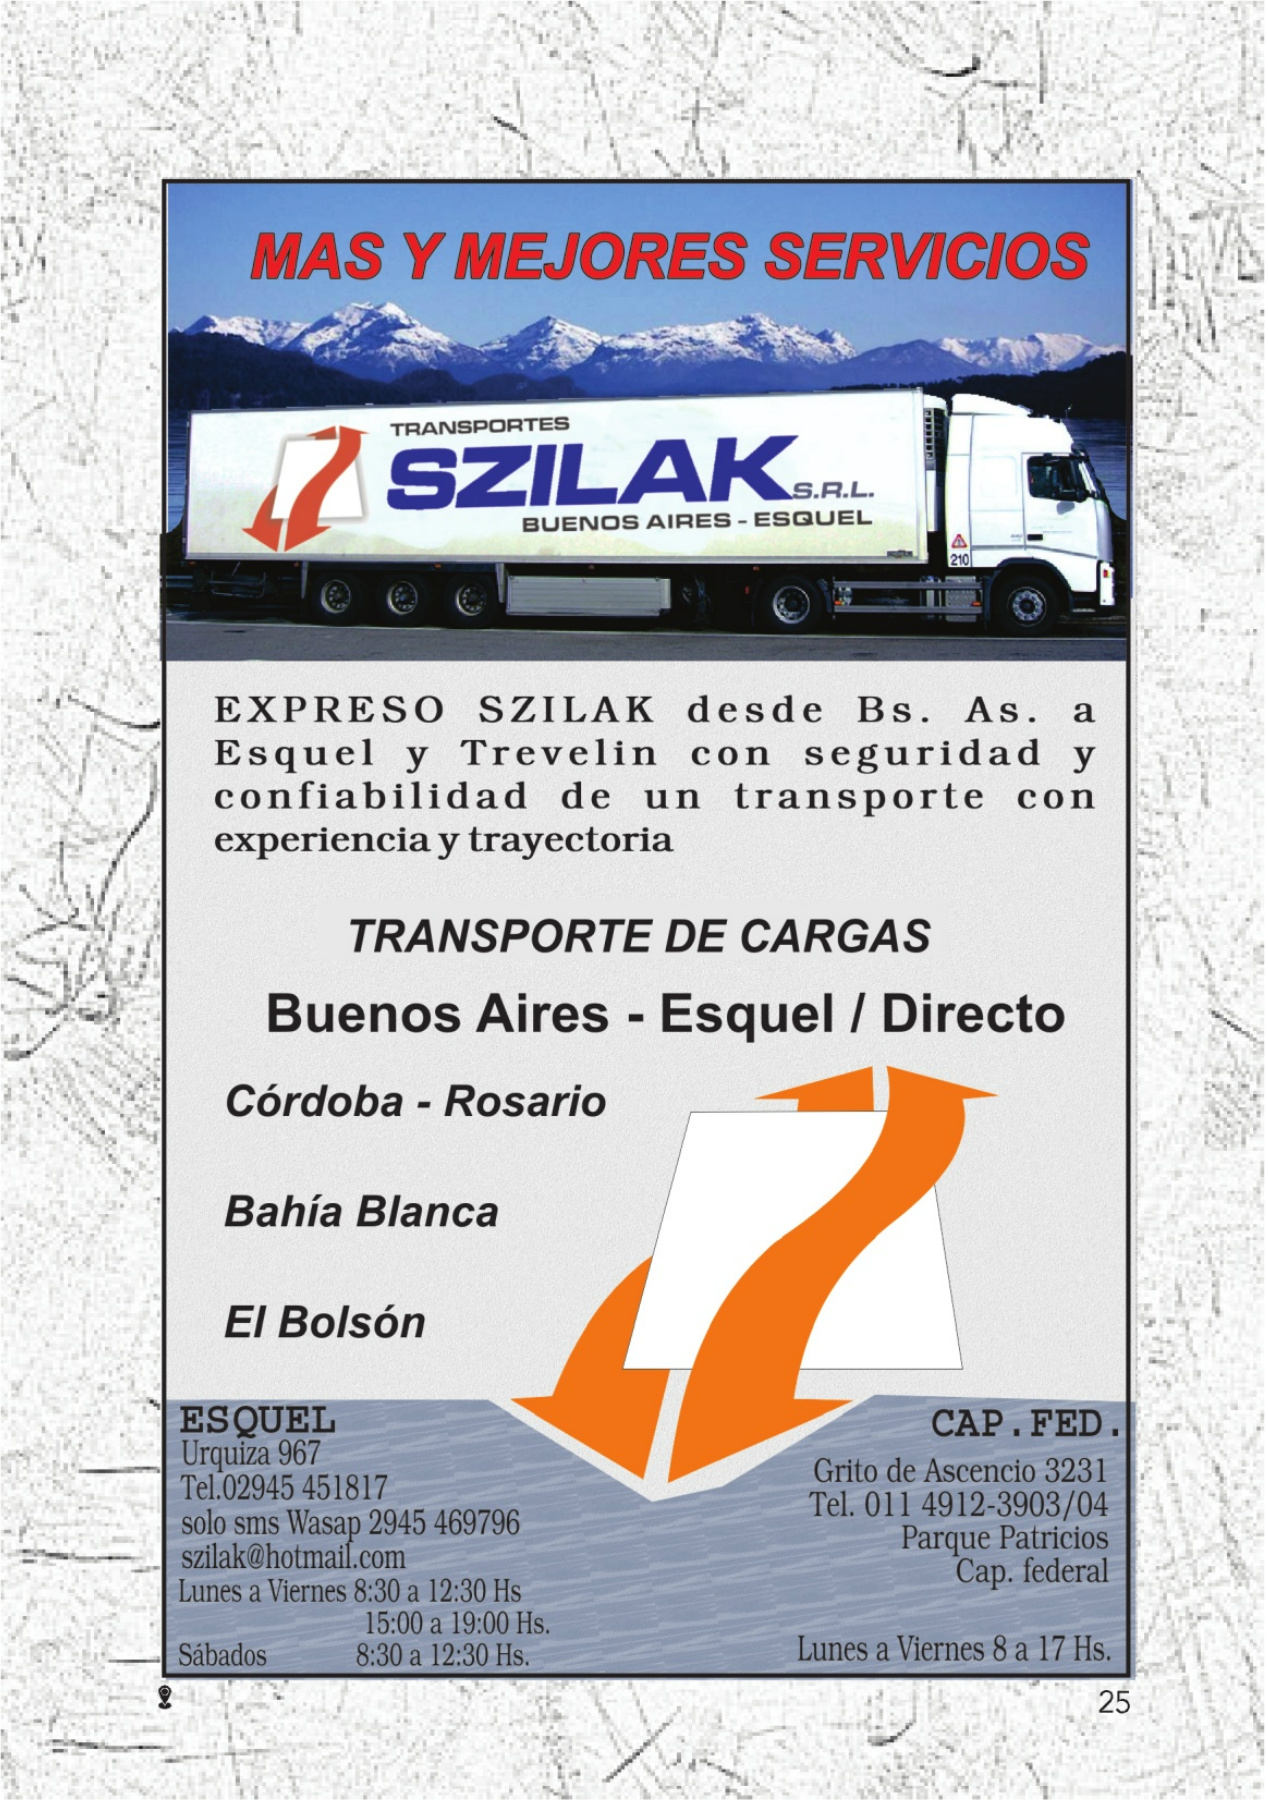 MAS Y MEJORES SERVICIOS
TRANSPORTES
SZILAK S.R.L.
BUENOS AIRES - ESQUEL
210
EXPRESO SZILAK desde Bs. As. a
Esquel y Trevelin con seguridad y
confiabilidad de un transporte con
experiencia y trayectoria
TRANSPORTE DE CARGAS
Buenos Aires - Esquel / Directo
Córdoba - Rosario
Bahía Blanca
El Bolsón
ESQUEL
Urquiza 967
Tel.02945 451817
solo sms Wasap 2945 469796
szilak@hotmail.com
Lunes a Viernes 8:30 a 12:30 Hs
15:00 a 19:00 Hs.
Sábados 8:30 a 12:30 Hs.
CAP.FED.
Grito de Ascencio 3231
Tel. 011 4912-3903/04
Parque Patricios
Cap. federal
Lunes a Viernes 8 a 17 Hs.
25